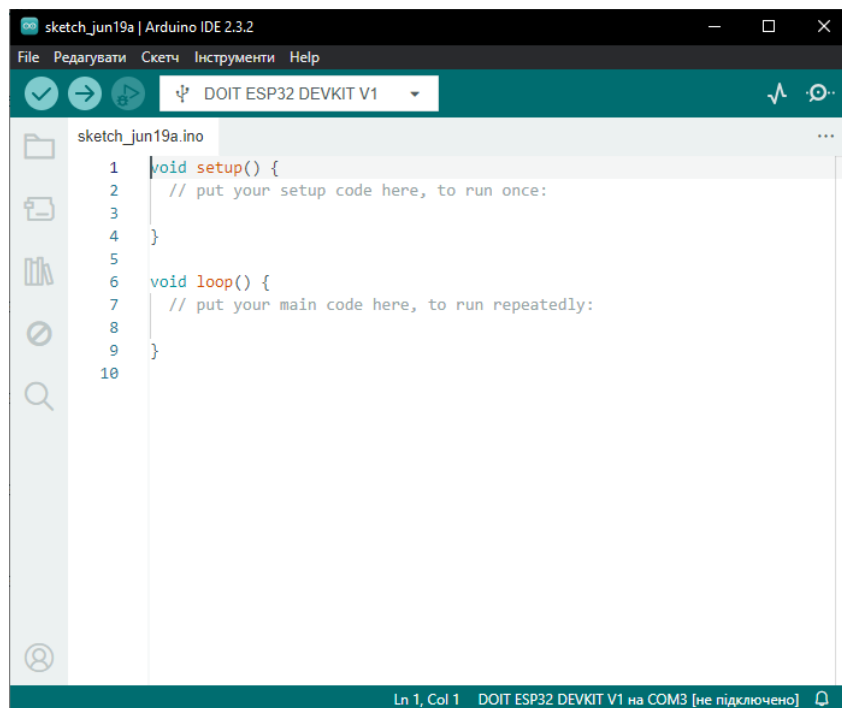 sketch_jun19a | Arduino IDE 2.3.2
File Редагувати Скетч Інструменти Help
DOIT ESP32 DEVKIT V1
sketch_jun19a.ino
1 void setup() {
2 // put your setup code here, to run once:
3
4 }
5
6 void loop() {
7 // put your main code here, to run repeatedly:
8
9 }
10
Ln 1, Col 1 DOIT ESP32 DEVKIT V1 на COM3 [не підключено]